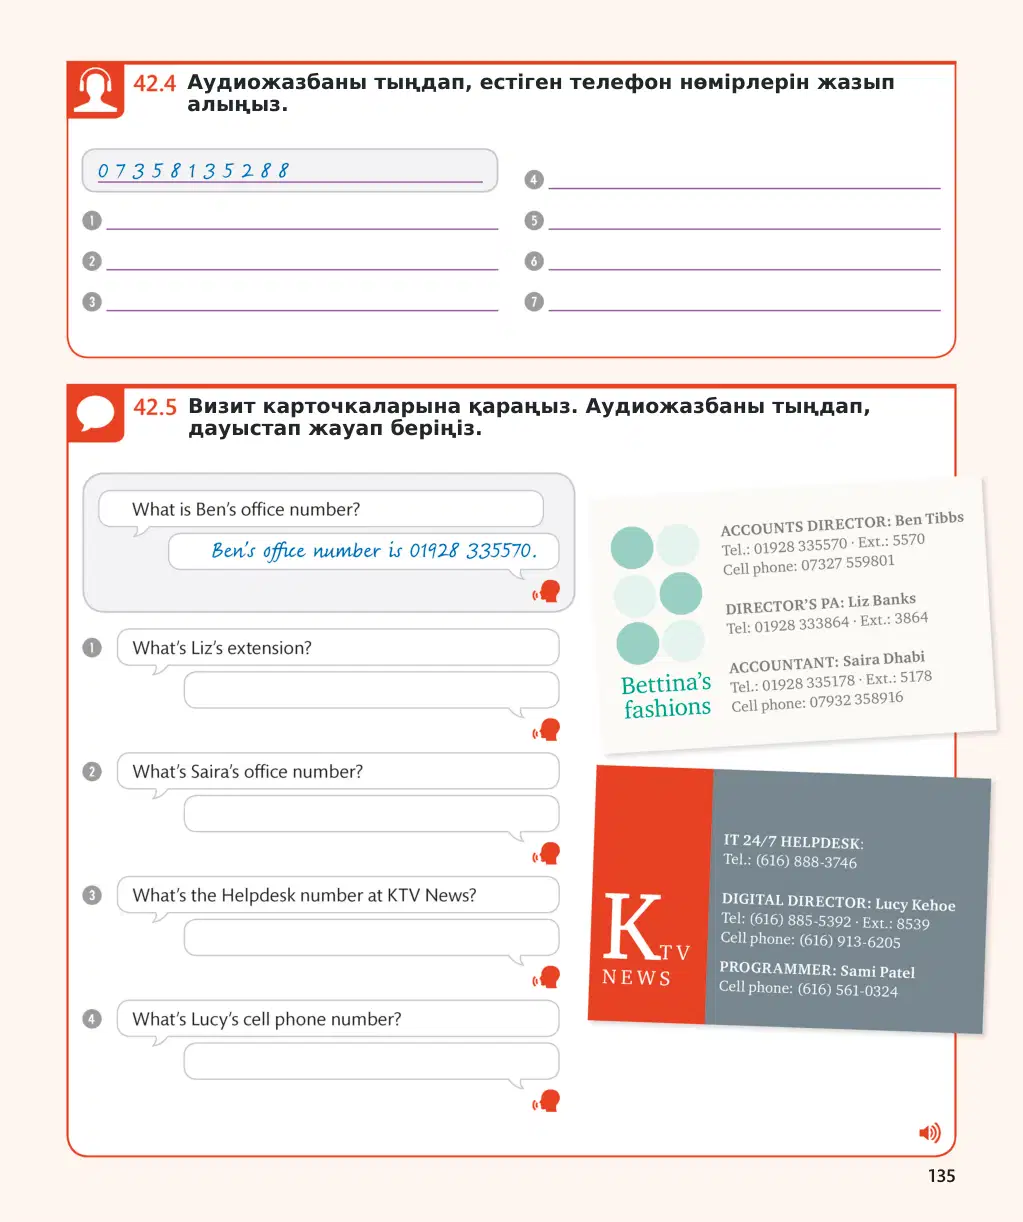 42.4 Аудиожазбаны тыңдап, естіген телефон нөмірлерін жазып
алыңыз.
0 7 3 5 8 1 3 5 2 8 8
1
2
3
4
5
6
7
42.5 Визит карточкаларына қараңыз. Аудиожазбаны тыңдап,
дауыстап жауап беріңіз.
What is Ben's office number?
Ben's office number is 01928 335570.
1 What's Liz's extension?
2 What's Saira's office number?
3 What's the Helpdesk number at KTV News?
4 What's Lucy's cell phone number?
Bettina's
fashions
ACCOUNTS DIRECTOR: Ben Tibbs
Tel.: 01928 335570 · Ext.: 5570
Cell phone: 07327 559801
DIRECTOR'S PA: Liz Banks
Tel: 01928 333864 · Ext.: 3864
ACCOUNTANT: Saira Dhabi
Tel.: 01928 335178 · Ext.: 5178
Cell phone: 07932 358916
KTV
NEWS
IT 24/7 HELPDESK:
Tel.: (616) 888-3746
DIGITAL DIRECTOR: Lucy Kehoe
Tel: (616) 885-5392 · Ext.: 8539
Cell phone: (616) 913-6205
PROGRAMMER: Sami Patel
Cell phone: (616) 561-0324
135